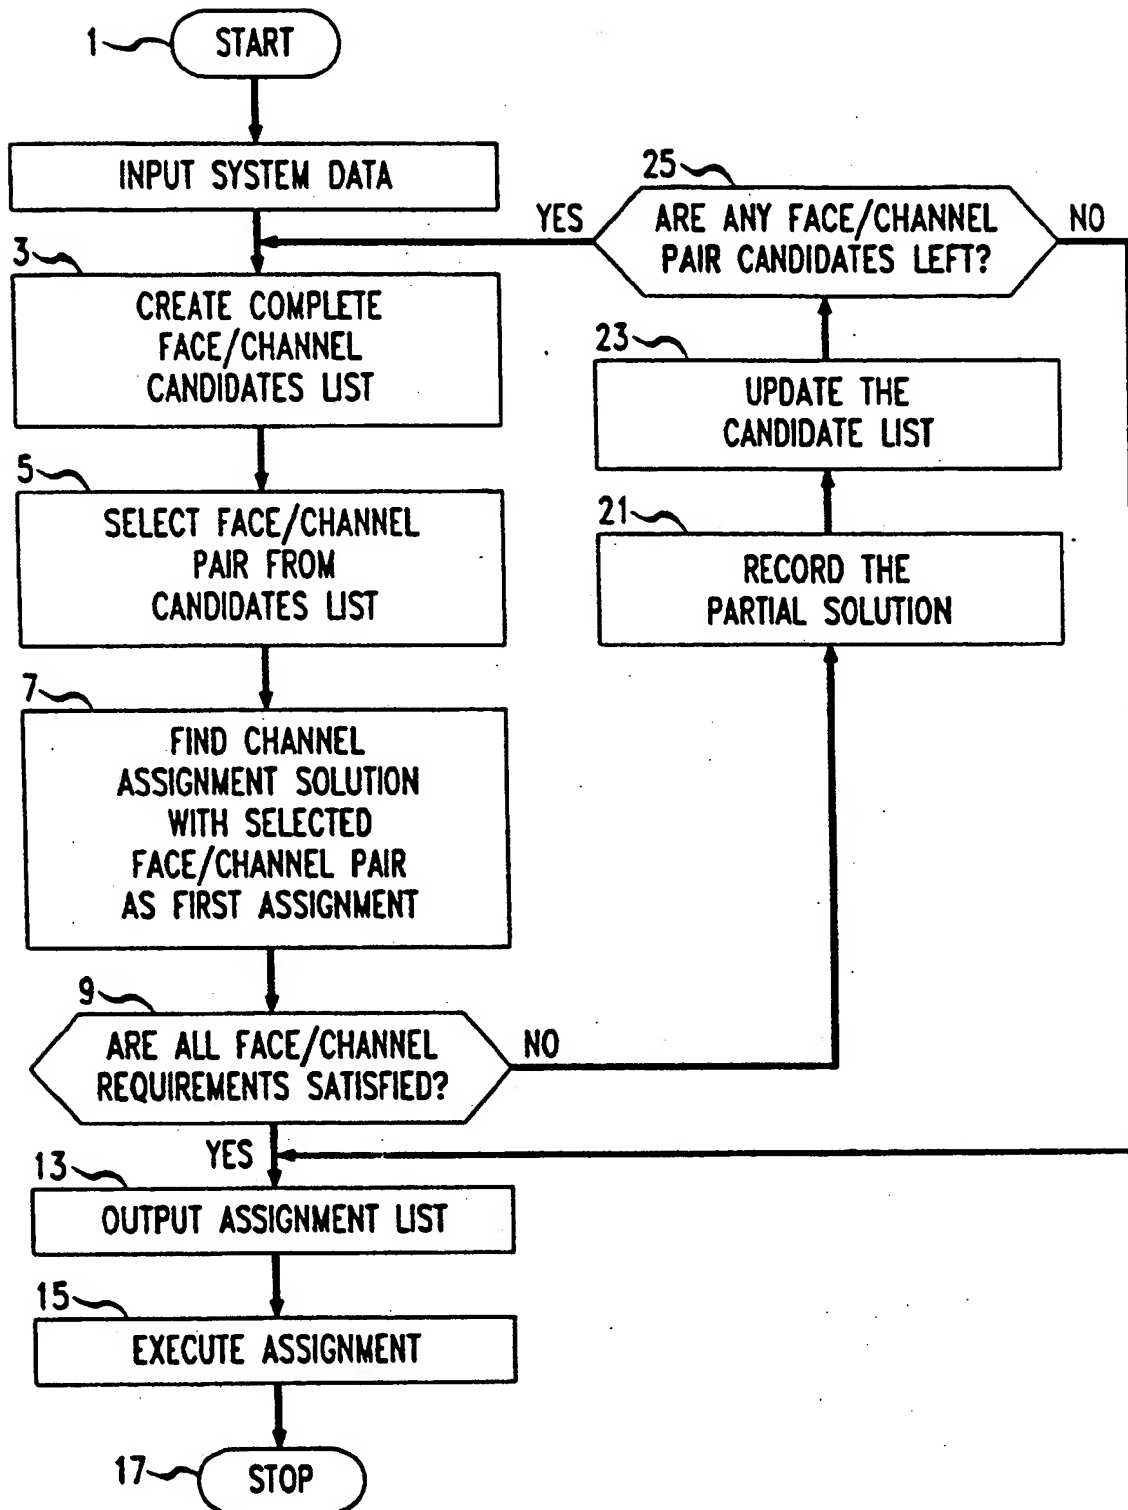 1
START
INPUT SYSTEM DATA
3
CREATE COMPLETE
FACE/CHANNEL
CANDIDATES LIST
5
SELECT FACE/CHANNEL
PAIR FROM
CANDIDATES LIST
7
FIND CHANNEL
ASSIGNMENT SOLUTION
WITH SELECTED
FACE/CHANNEL PAIR
AS FIRST ASSIGNMENT
9
ARE ALL FACE/CHANNEL
REQUIREMENTS SATISFIED?
NO
YES
25
ARE ANY FACE/CHANNEL
PAIR CANDIDATES LEFT?
YES
NO
23
UPDATE THE
CANDIDATE LIST
21
RECORD THE
PARTIAL SOLUTION
13
OUTPUT ASSIGNMENT LIST
15
EXECUTE ASSIGNMENT
17
STOP